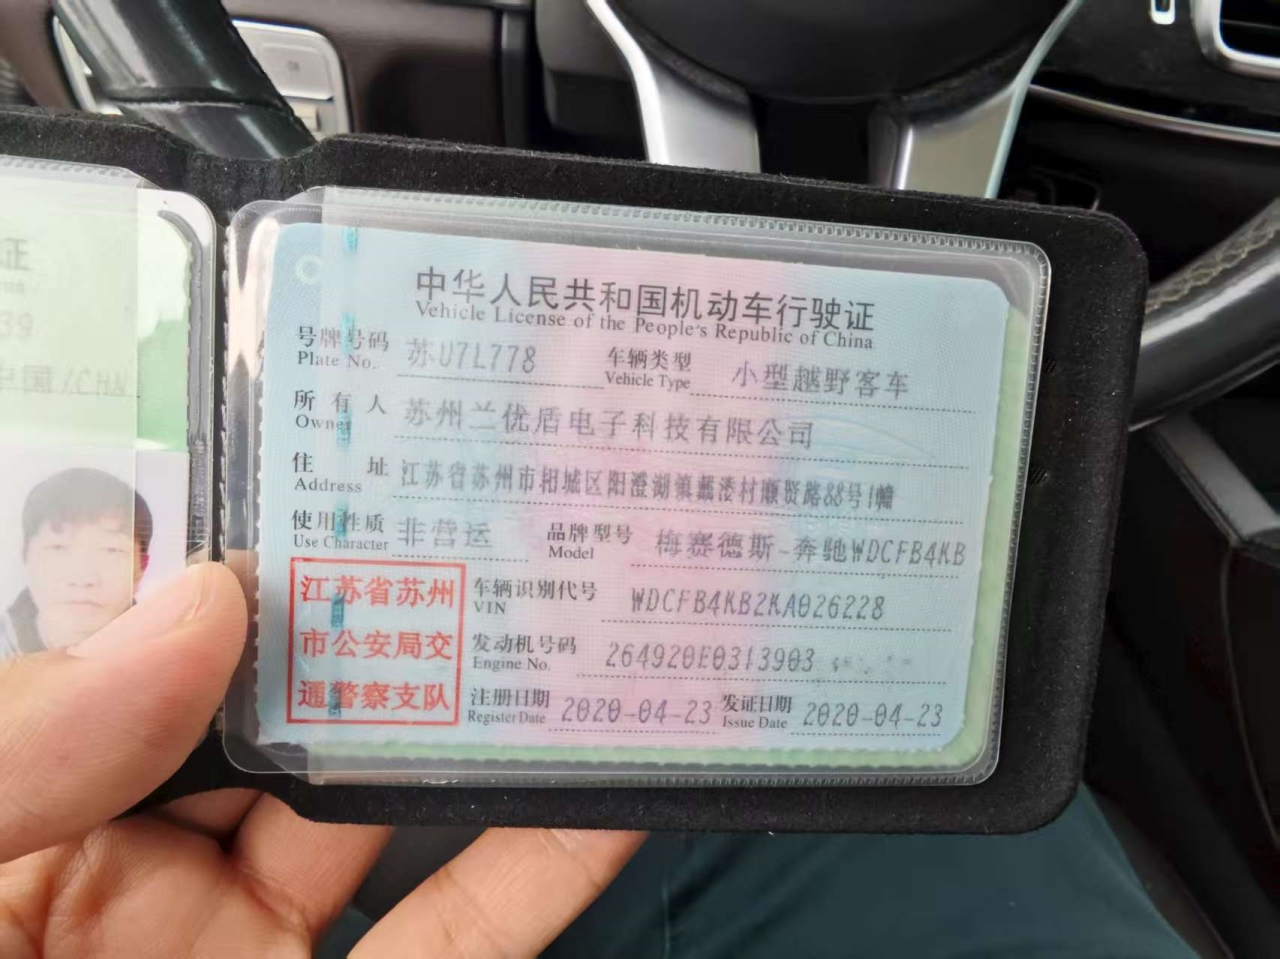 证
39
中国/CHN
中华人民共和国机动车行驶证
Vehicle License of the People's Republic of China
号牌号码 苏U7L778 车辆类型 小型越野客车
Plate No. Vehicle Type
所有人 苏州兰优盾电子科技有限公司
Owner
住址 江苏省苏州市相城区阳澄湖镇戴溇村顺贤路88号1幢
Address
使用性质 非营运 品牌型号 梅赛德斯-奔驰WDCFB4KB
Use Character Model
江苏省苏州
市公安局交
通警察支队
车辆识别代号 WDCFB4KB2KA026228
VIN
发动机号码 264920E0313903
Engine No.
注册日期 2020-04-23 发证日期 2020-04-23
Register Date Issue Date